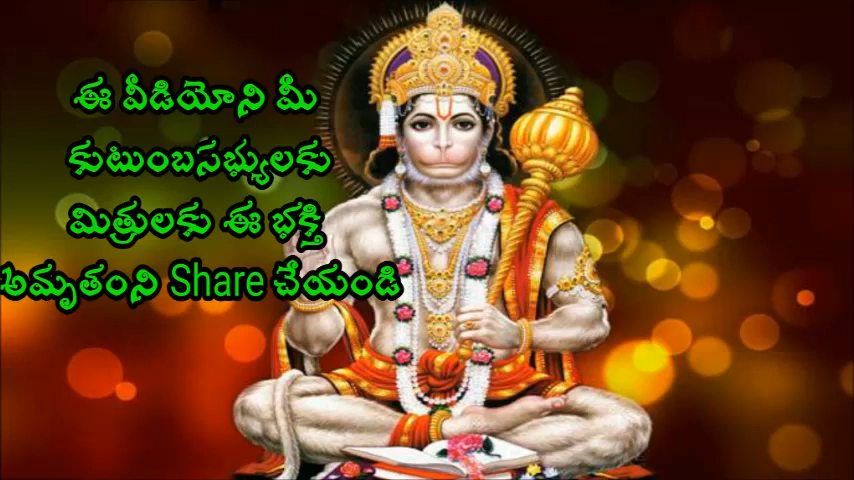 ఈ వీడియోని మీ
కుటుంబసభ్యులకు
మిత్రులకు ఈ భక్తి
అమృతంని Share చేయండి